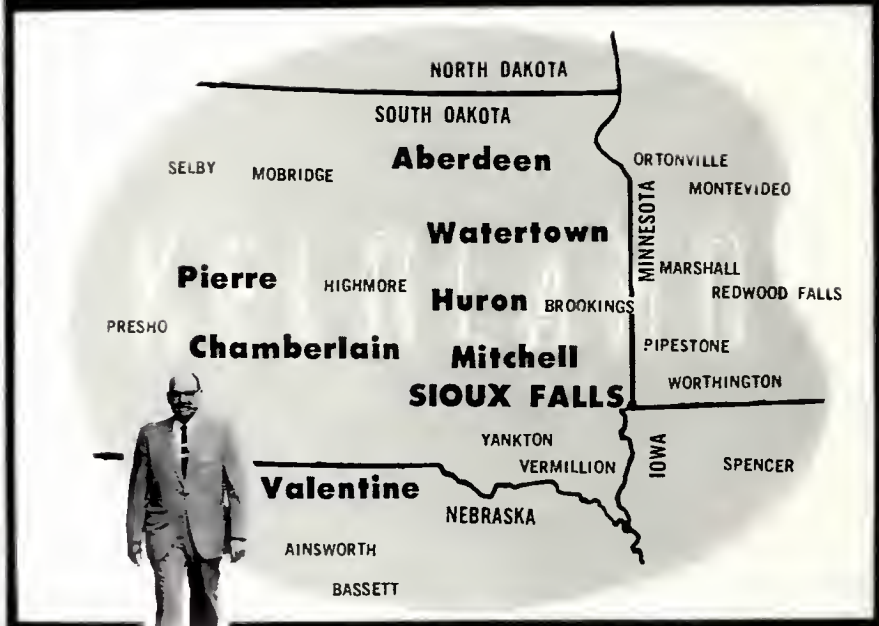 NORTH DAKOTA
SOUTH DAKOTA
Aberdeen
ORTONVILLE
SELBY
MOBRIDGE
MONTEVIDEO
MINNESOTA
Watertown
MARSHALL
Pierre
HIGHMORE
REDWOOD FALLS
Huron
BROOKINGS
PRESHO
Chamberlain
Mitchell
PIPESTONE
WORTHINGTON
SIOUX FALLS
YANKTON
IOWA
VERMILLION
SPENCER
Valentine
NEBRASKA
AINSWORTH
BASSETT